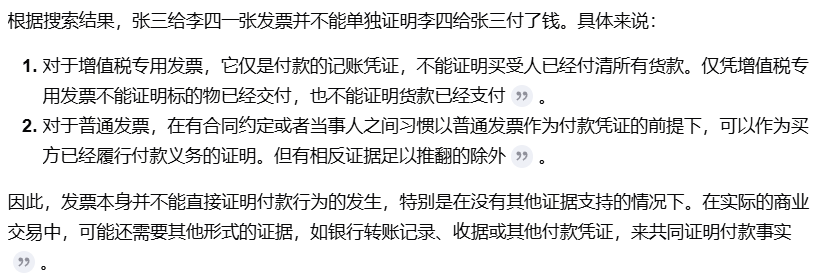 根据搜索结果，张三给李四一张发票并不能单独证明李四给张三付了钱。具体来说：
1. 对于增值税专用发票，它仅是付款的记账凭证，不能证明买受人已经付清所有货款。仅凭增值税专
用发票不能证明标的物已经交付，也不能证明货款已经支付 ” 。
2. 对于普通发票，在有合同约定或者当事人之间习惯以普通发票作为付款凭证的前提下，可以作为买
方已经履行付款义务的证明。但有相反证据足以推翻的除外 ” 。
因此，发票本身并不能直接证明付款行为的发生，特别是在没有其他证据支持的情况下。在实际的商业
交易中，可能还需要其他形式的证据，如银行转账记录、收据或其他付款凭证，来共同证明付款事实
” 。